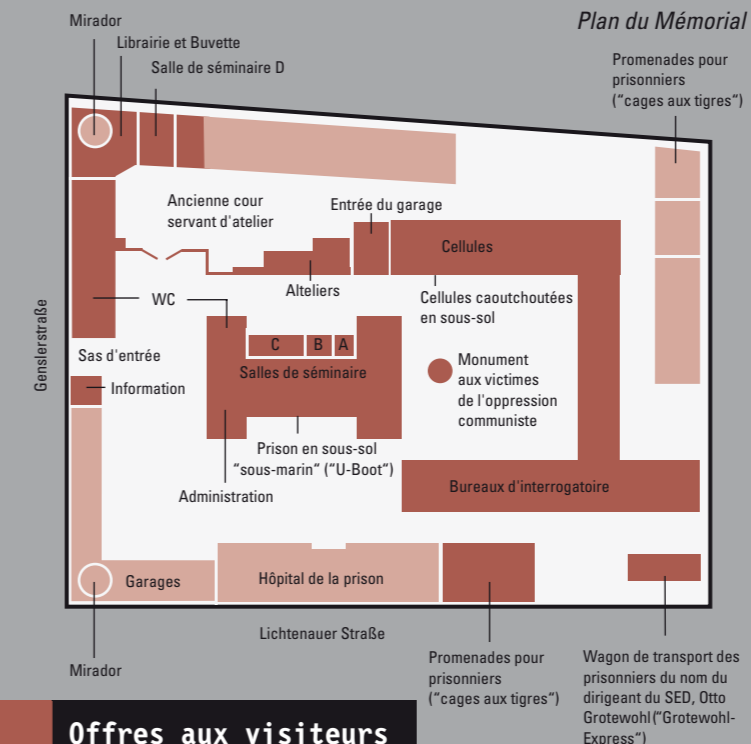 Plan du Mémorial
Mirador
Librairie et Buvette
Salle de séminaire D
Promenades pour
prisonniers
("cages aux tigres")
Ancienne cour
servant d'atelier
Entrée du garage
Cellules
Alteliers
WC
Cellules caoutchoutées
en sous-sol
Genslerstraße
Sas d'entrée
Information
C
B
A
Salles de séminaire
Monument
aux victimes
de l'oppression
communiste
Prison en sous-sol
"sous-marin" ("U-Boot")
Administration
Bureaux d'interrogatoire
Garages
Hôpital de la prison
Lichtenauer Straße
Mirador
Promenades pour
prisonniers
("cages aux tigres")
Wagon de transport des
prisonniers du nom du
dirigeant du SED, Otto
Grotewohl("Grotewohl-
Express")
Offres aux visiteurs